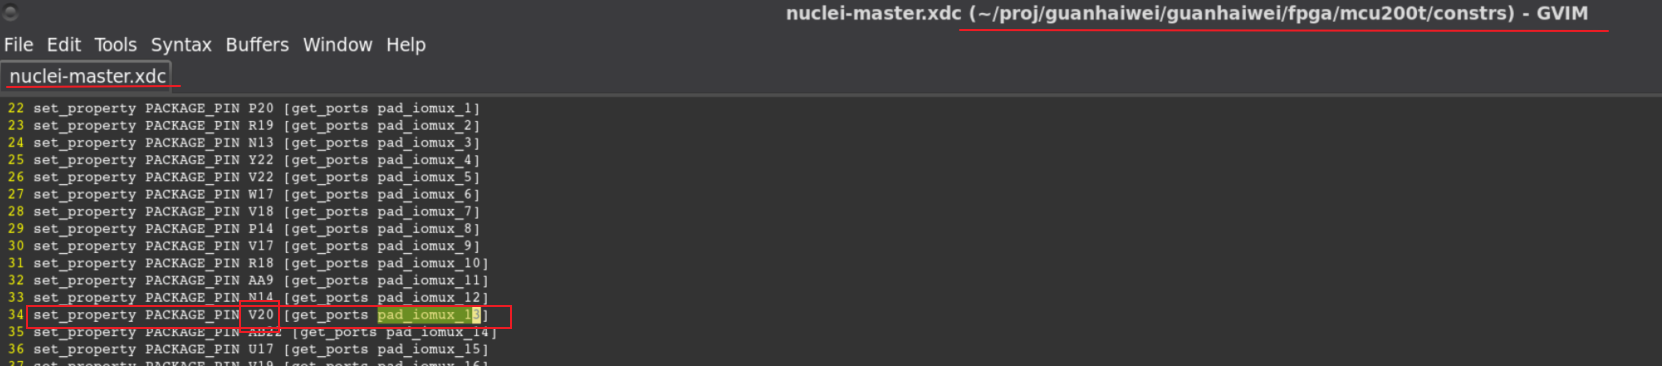 nuclei-master.xdc (~/proj/guanhaiwei/guanhaiwei/fpga/mcu200t/constrs) - GVIM
File Edit Tools Syntax Buffers Window Help
nuclei-master.xdc
22 set_property PACKAGE_PIN P20 [get_ports pad_iomux_1]
23 set_property PACKAGE_PIN R19 [get_ports pad_iomux_2]
24 set_property PACKAGE_PIN N13 [get_ports pad_iomux_3]
25 set_property PACKAGE_PIN Y22 [get_ports pad_iomux_4]
26 set_property PACKAGE_PIN V22 [get_ports pad_iomux_5]
27 set_property PACKAGE_PIN W17 [get_ports pad_iomux_6]
28 set_property PACKAGE_PIN V18 [get_ports pad_iomux_7]
29 set_property PACKAGE_PIN P14 [get_ports pad_iomux_8]
30 set_property PACKAGE_PIN V17 [get_ports pad_iomux_9]
31 set_property PACKAGE_PIN R18 [get_ports pad_iomux_10]
32 set_property PACKAGE_PIN AA9 [get_ports pad_iomux_11]
33 set_property PACKAGE_PIN N14 [get_ports pad_iomux_12]
34 set_property PACKAGE_PIN V20 [get_ports pad_iomux_13]
35 set_property PACKAGE_PIN AB22 [get_ports pad_iomux_14]
36 set_property PACKAGE_PIN U17 [get_ports pad_iomux_15]
37 set_property PACKAGE_PIN V19 [get_ports pad_iomux_16]